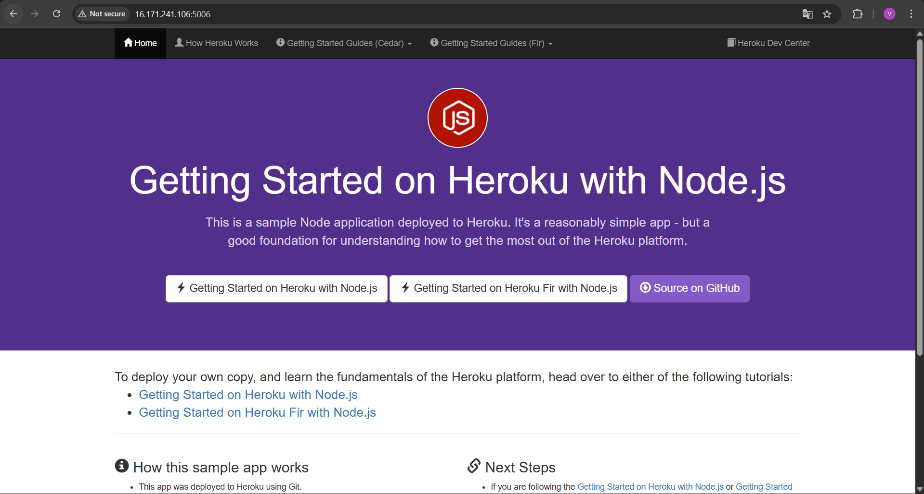 Not secure 16.171.241.106:5006
V
Home How Heroku Works Getting Started Guides (Cedar) Getting Started Guides (Fir) Heroku Dev Center
JS
Getting Started on Heroku with Node.js
This is a sample Node application deployed to Heroku. It's a reasonably simple app - but a
good foundation for understanding how to get the most out of the Heroku platform.
Getting Started on Heroku with Node.js Getting Started on Heroku Fir with Node.js Source on GitHub
To deploy your own copy, and learn the fundamentals of the Heroku platform, head over to either of the following tutorials:
• Getting Started on Heroku with Node.js
• Getting Started on Heroku Fir with Node.js
How this sample app works
• This app was deployed to Heroku using Git.
Next Steps
• If you are following the Getting Started on Heroku with Node.js or Getting Started